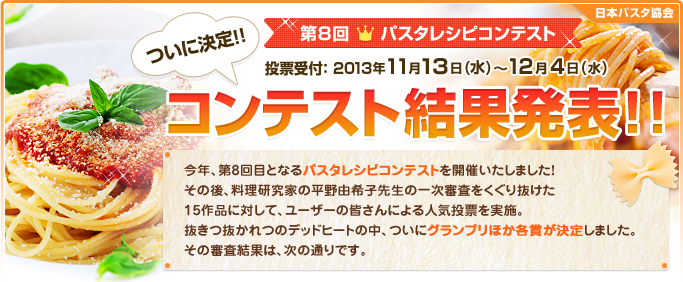 日本パスタ協会
ついに決定!!
第8回 パスタレシピコンテスト
投票受付: 2013年11月13日(水)〜12月4日(水)
コンテスト結果発表!!
今年、第8回目となるパスタレシピコンテストを開催いたしました!
その後、料理研究家の平野由希子先生の一次審査をくぐり抜けた
15作品に対して、ユーザーの皆さんによる人気投票を実施。
抜きつ抜かれつのデッドヒートの中、ついにグランプリほか各賞が決定しました。
その審査結果は、次の通りです。